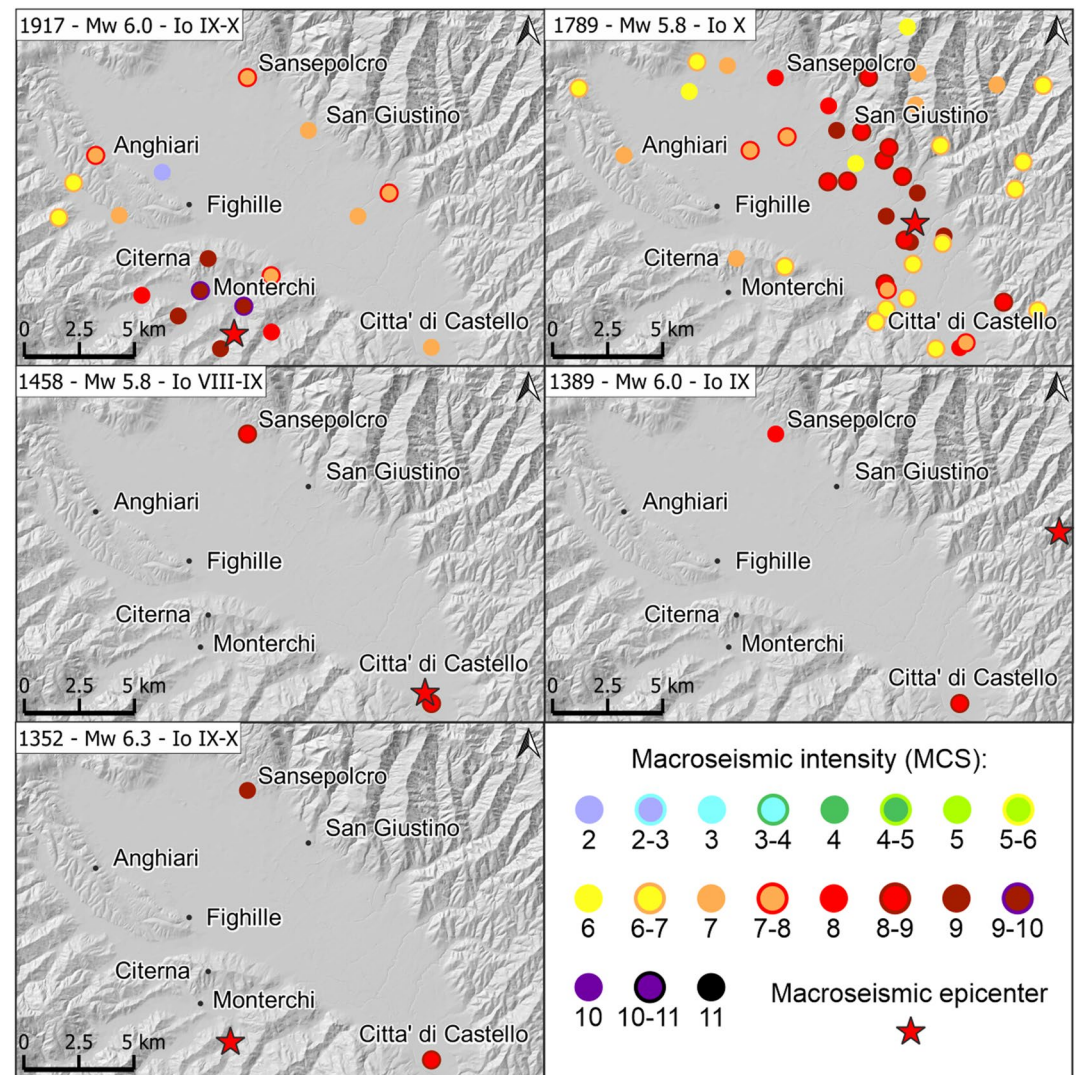 1917 - Mw 6.0 - Io IX-X
Sansepolcro
San Giustino
Anghiari
Fighille
Citerna
Monterchi
Citta' di Castello
0 2.5 5 km
1789 - Mw 5.8 - Io X
Sansepolcro
San Giustino
Anghiari
Fighille
Citerna
Monterchi
Citta' di Castello
0 2.5 5 km
1458 - Mw 5.8 - Io VIII-IX
Sansepolcro
San Giustino
Anghiari
Fighille
Citerna
Monterchi
Citta' di Castello
0 2.5 5 km
1389 - Mw 6.0 - Io IX
Sansepolcro
San Giustino
Anghiari
Fighille
Citerna
Monterchi
Citta' di Castello
0 2.5 5 km
1352 - Mw 6.3 - Io IX-X
Sansepolcro
San Giustino
Anghiari
Fighille
Citerna
Monterchi
Citta' di Castello
0 2.5 5 km
Macroseismic intensity (MCS):
2 2-3 3 3-4 4 4-5 5 5-6
6 6-7 7 7-8 8 8-9 9 9-10
10 10-11 11
Macroseismic epicenter